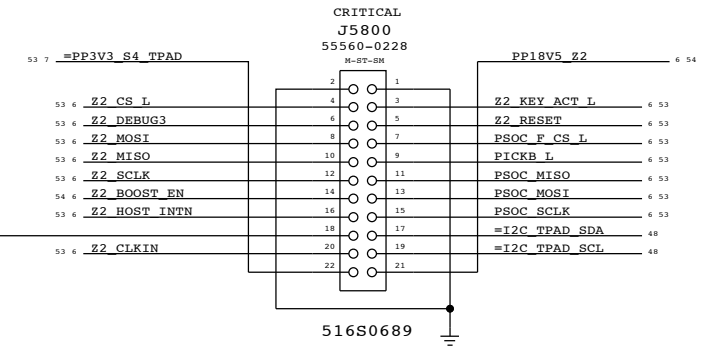 CRITICAL
J5800
55560-0228
M-ST-SM
53 7 =PP3V3_S4_TPAD
PP18V5_Z2 6 54
2 1
53 6 Z2_CS_L 4 3 Z2_KEY_ACT_L 6 53
53 6 Z2_DEBUG3 6 5 Z2_RESET 6 53
53 6 Z2_MOSI 8 7 PSOC_F_CS_L 6 53
53 6 Z2_MISO 10 9 PICKB_L 6 53
53 6 Z2_SCLK 12 11 PSOC_MISO 6 53
54 6 Z2_BOOST_EN 14 13 PSOC_MOSI 6 53
53 6 Z2_HOST_INTN 16 15 PSOC_SCLK 6 53
18 17 =I2C_TPAD_SDA 48
53 6 Z2_CLKIN 20 19 =I2C_TPAD_SCL 48
22 21
516S0689